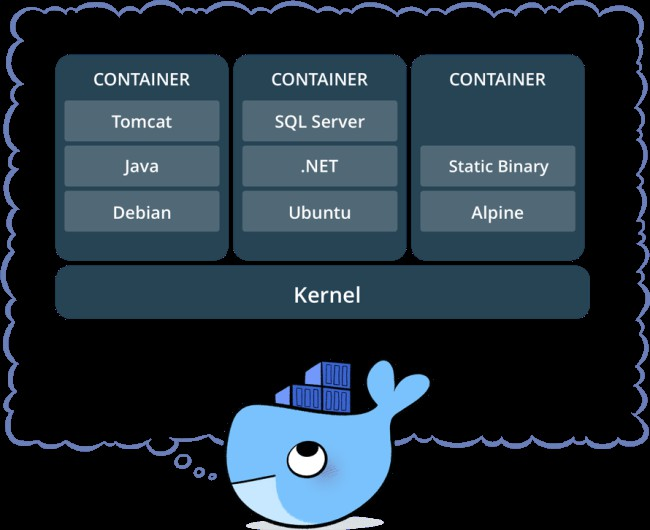 CONTAINER
Tomcat
Java
Debian
CONTAINER
SQL Server
.NET
Ubuntu
CONTAINER
Static Binary
Alpine
Kernel